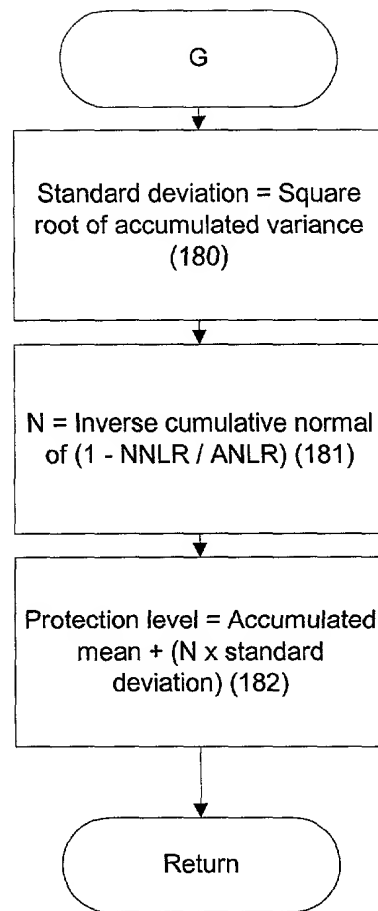 G
Standard deviation = Square
root of accumulated variance
(180)
N = Inverse cumulative normal
of (1 - NNLR / ANLR) (181)
Protection level = Accumulated
mean + (N x standard
deviation) (182)
Return